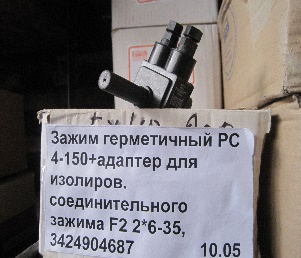 Зажим герметичный РС
4-150+адаптер для
изолиров.
соединительного
зажима F2 2*6-35,
3424904687 10.05